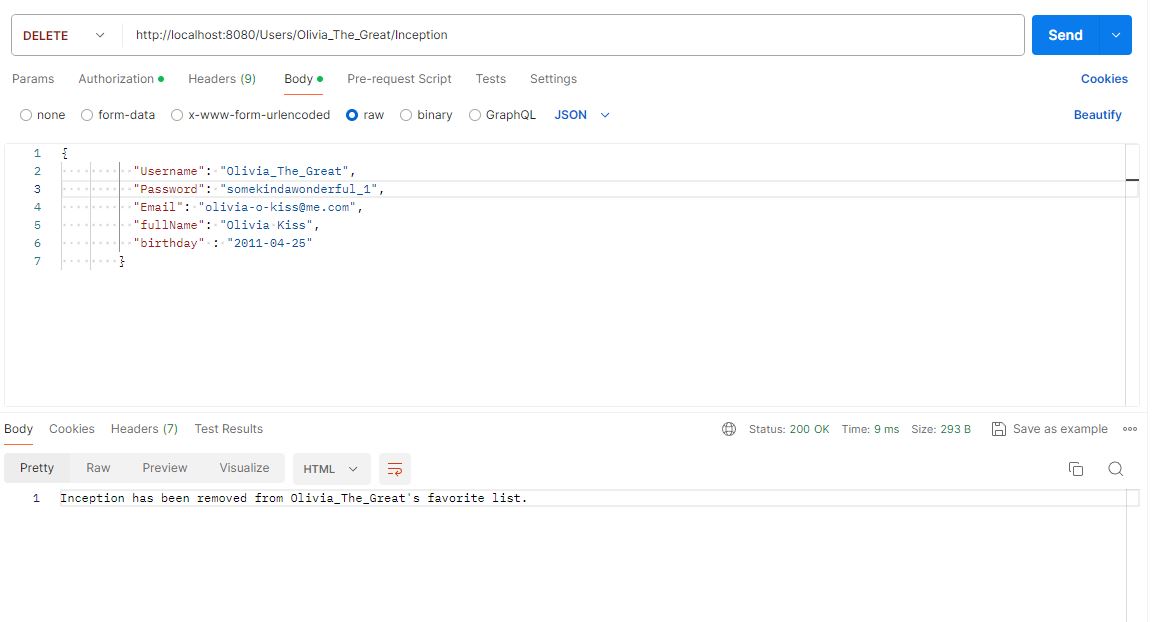 DELETE http://localhost:8080/Users/Olivia_The_Great/Inception Send
Params Authorization Headers (9) Body Pre-request Script Tests Settings Cookies
none form-data x-www-form-urlencoded raw binary GraphQL JSON Beautify
1 {
2 "Username": "Olivia_The_Great",
3 "Password": "somekindawonderful_1",
4 "Email": "olivia-o-kiss@me.com",
5 "fullName": "Olivia Kiss",
6 "birthday" : "2011-04-25"
7 }
Body Cookies Headers (7) Test Results Status: 200 OK Time: 9 ms Size: 293 B Save as example
Pretty Raw Preview Visualize HTML
1 Inception has been removed from Olivia_The_Great's favorite list.